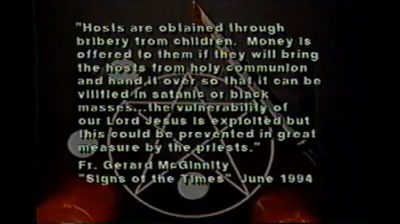 "Hosts are obtained through
bribery from children. Money is
offered to them if they will bring
the hosts from holy communion
and hand it over so that it can be
villified in satanic or black
masses...the vulnerability of
our Lord Jesus is exploited but
this could be prevented in great
measure by the priests."
Fr. Gerard McGinnity
"Signs of the Times" June 1994